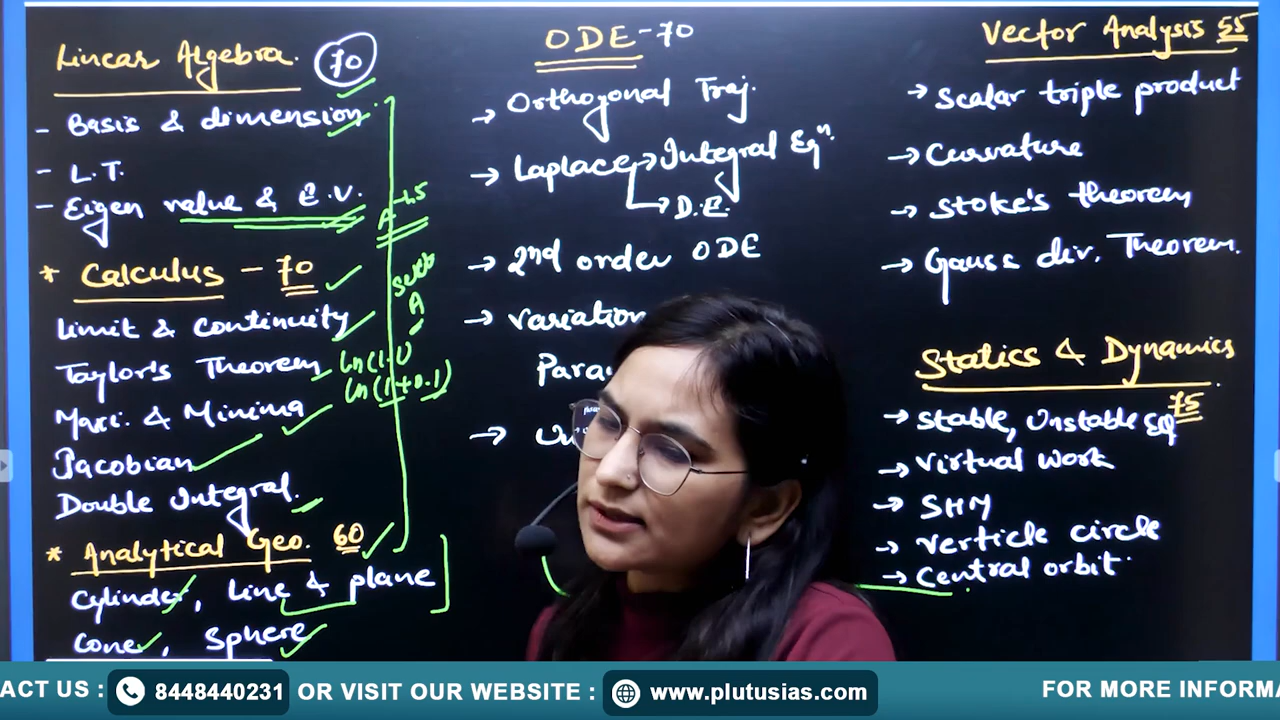 Linear Algebra. 70
- Basis & dimension
- L.T.
- Eigen value & E.V.
A - 15
* Calculus - 70
Limit & Continuity
Taylor's Theorem
ln(1.1)
ln(1+0.1)
Maxi. & Minima
Jacobian
Double Integral.
* Analytical Geo. 60
Cylinder, Line & plane
Cone, Sphere
ODE - 70
→ Orthogonal Traj.
→ Laplace → Integral Eqⁿ.
→ D.E.
→ 2nd order ODE
→ Variation
Para
→
Vector Analysis 55
→ Scalar triple product
→ Curvature
→ Stoke's theorem
→ Gauss div. Theorem.
Statics & Dynamics
75
→ Stable, Unstable Eq
→ Virtual work
→ SHM
→ Verticle circle
→ Central orbit
ACT US : 8448440231 OR VISIT OUR WEBSITE : www.plutusias.com FOR MORE INFORMA